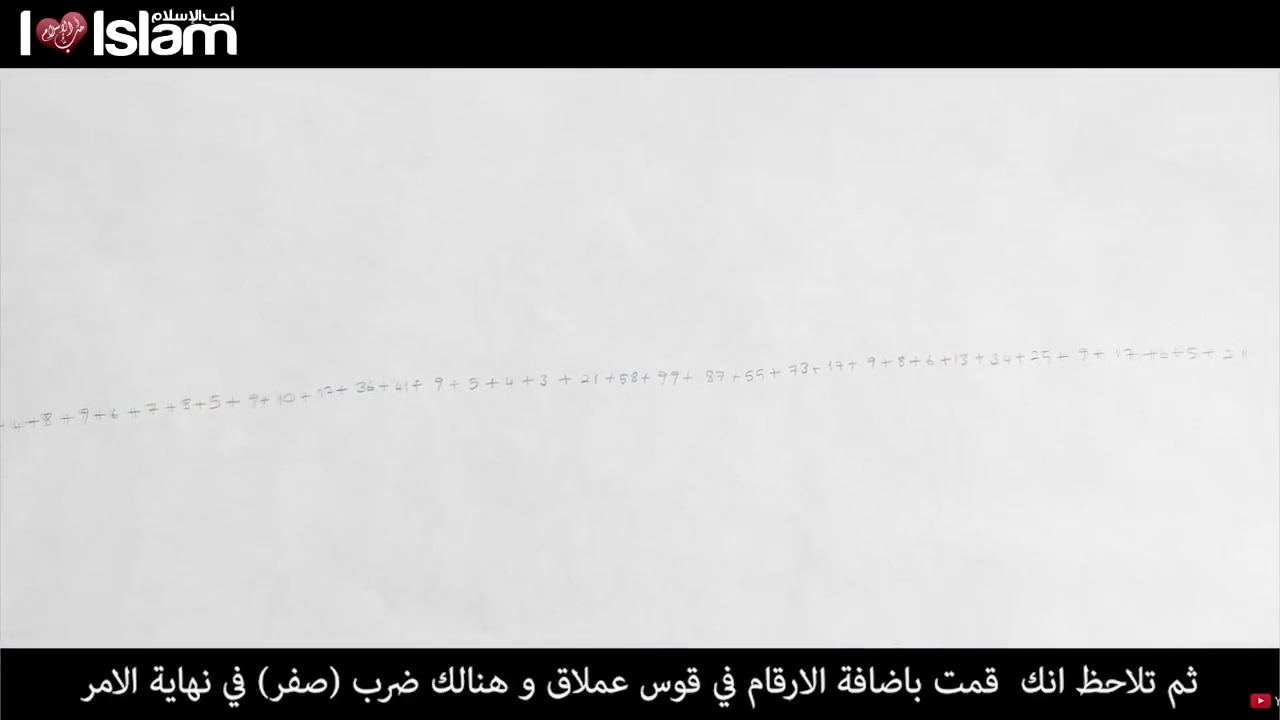 أحب الإسلام
I Islam
4+8+9+6+7+8+5+9+10+17+36+41+9+5+4+3+21+58+99+87+55+73+17+9+8+6+13+34+25+9+17+6+5+21
ثم تلاحظ انك قمت باضافة الارقام في قوس عملاق و هنالك ضرب (صفر) في نهاية الامر